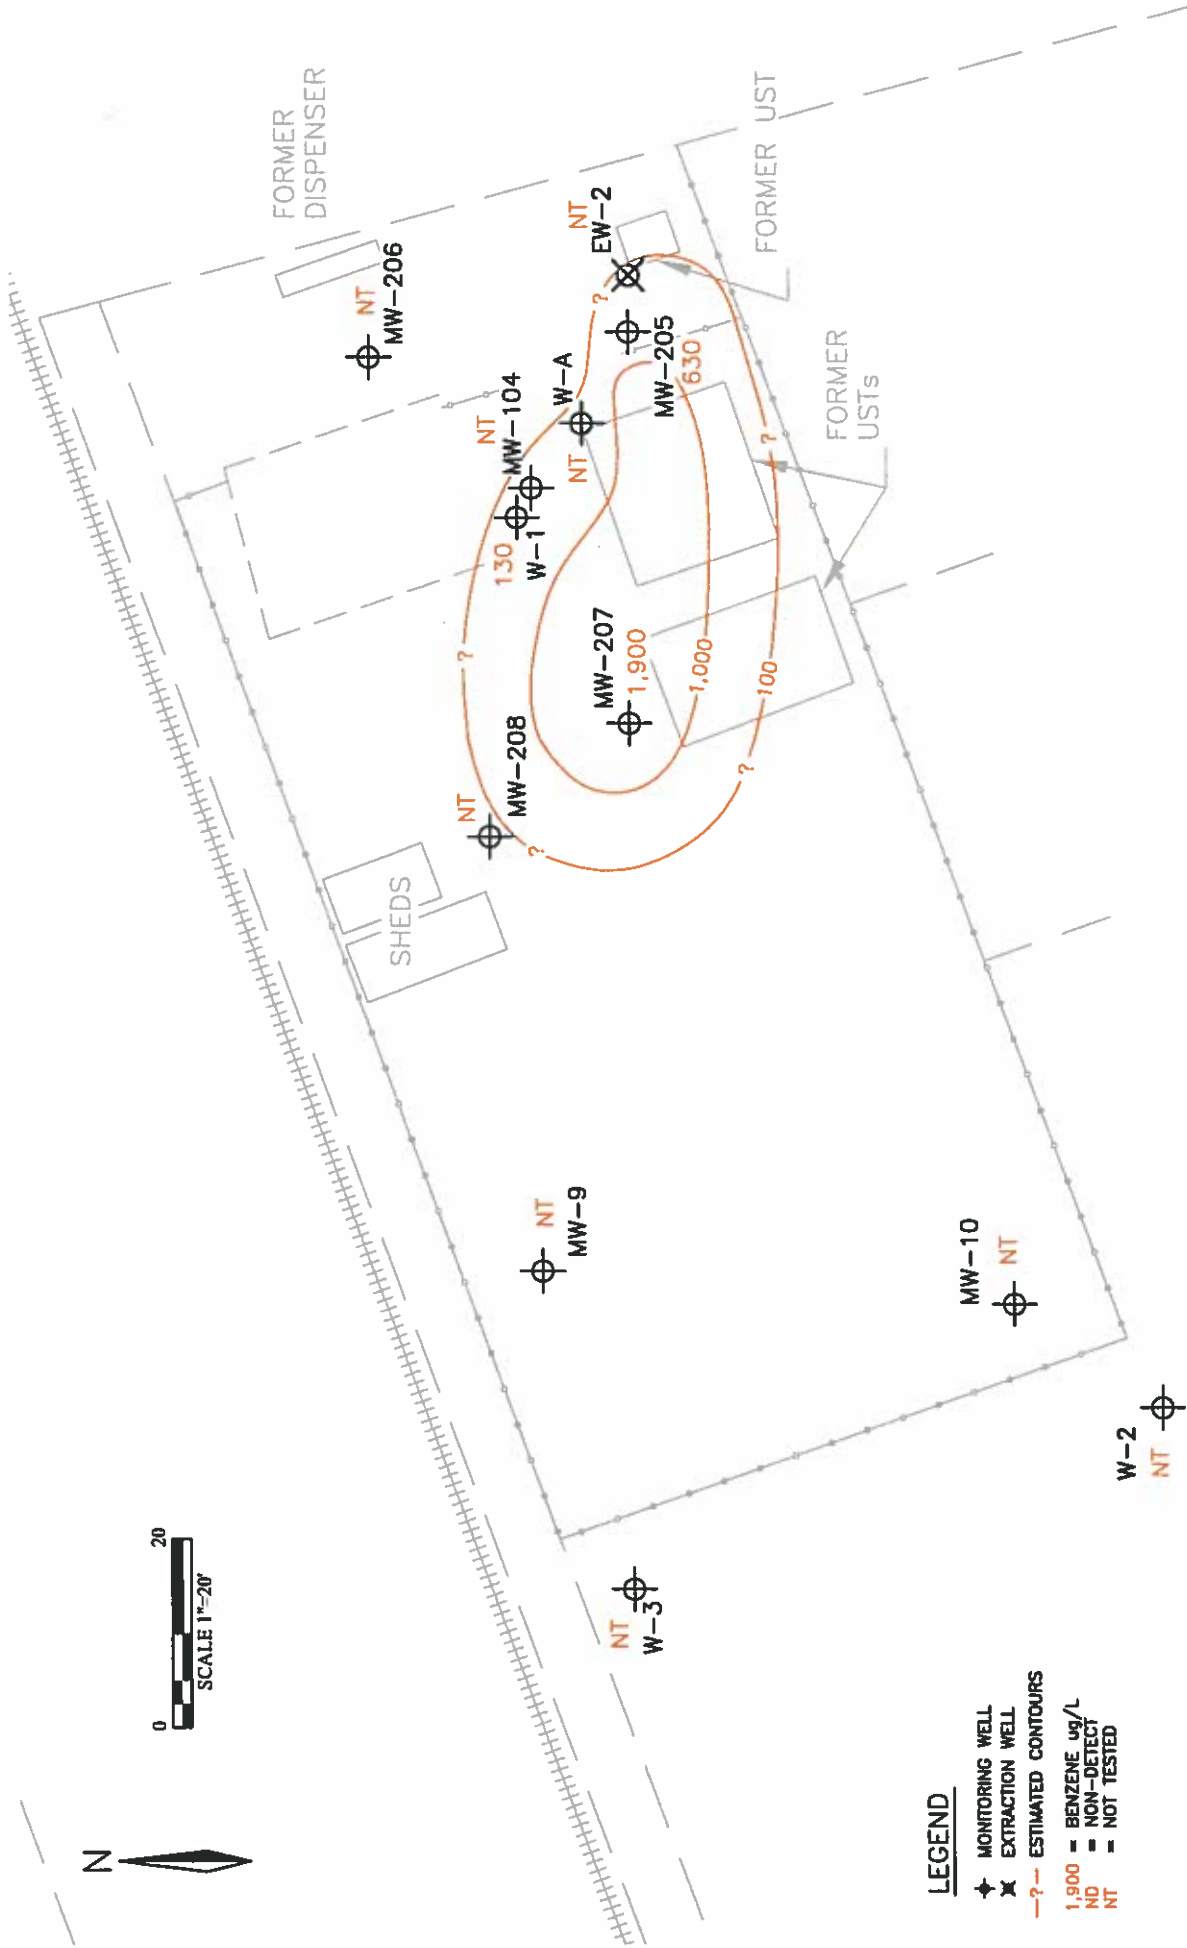 N
0
20
SCALE 1"=20'
FORMER
DISPENSER
NT
MW-206
NT
EW-2
FORMER UST
NT
MW-104
W-A
NT
130
W-1
MW-205
630
FORMER
USTs
?
?
?
?
?
MW-207
1,900
1,000
100
NT
MW-208
SHEDS
NT
MW-9
MW-10
NT
W-2
NT
NT
W-3
LEGEND
MONITORING WELL
EXTRACTION WELL
—?— ESTIMATED CONTOURS
1,900 = BENZENE ug/L
ND = NON-DETECT
NT = NOT TESTED